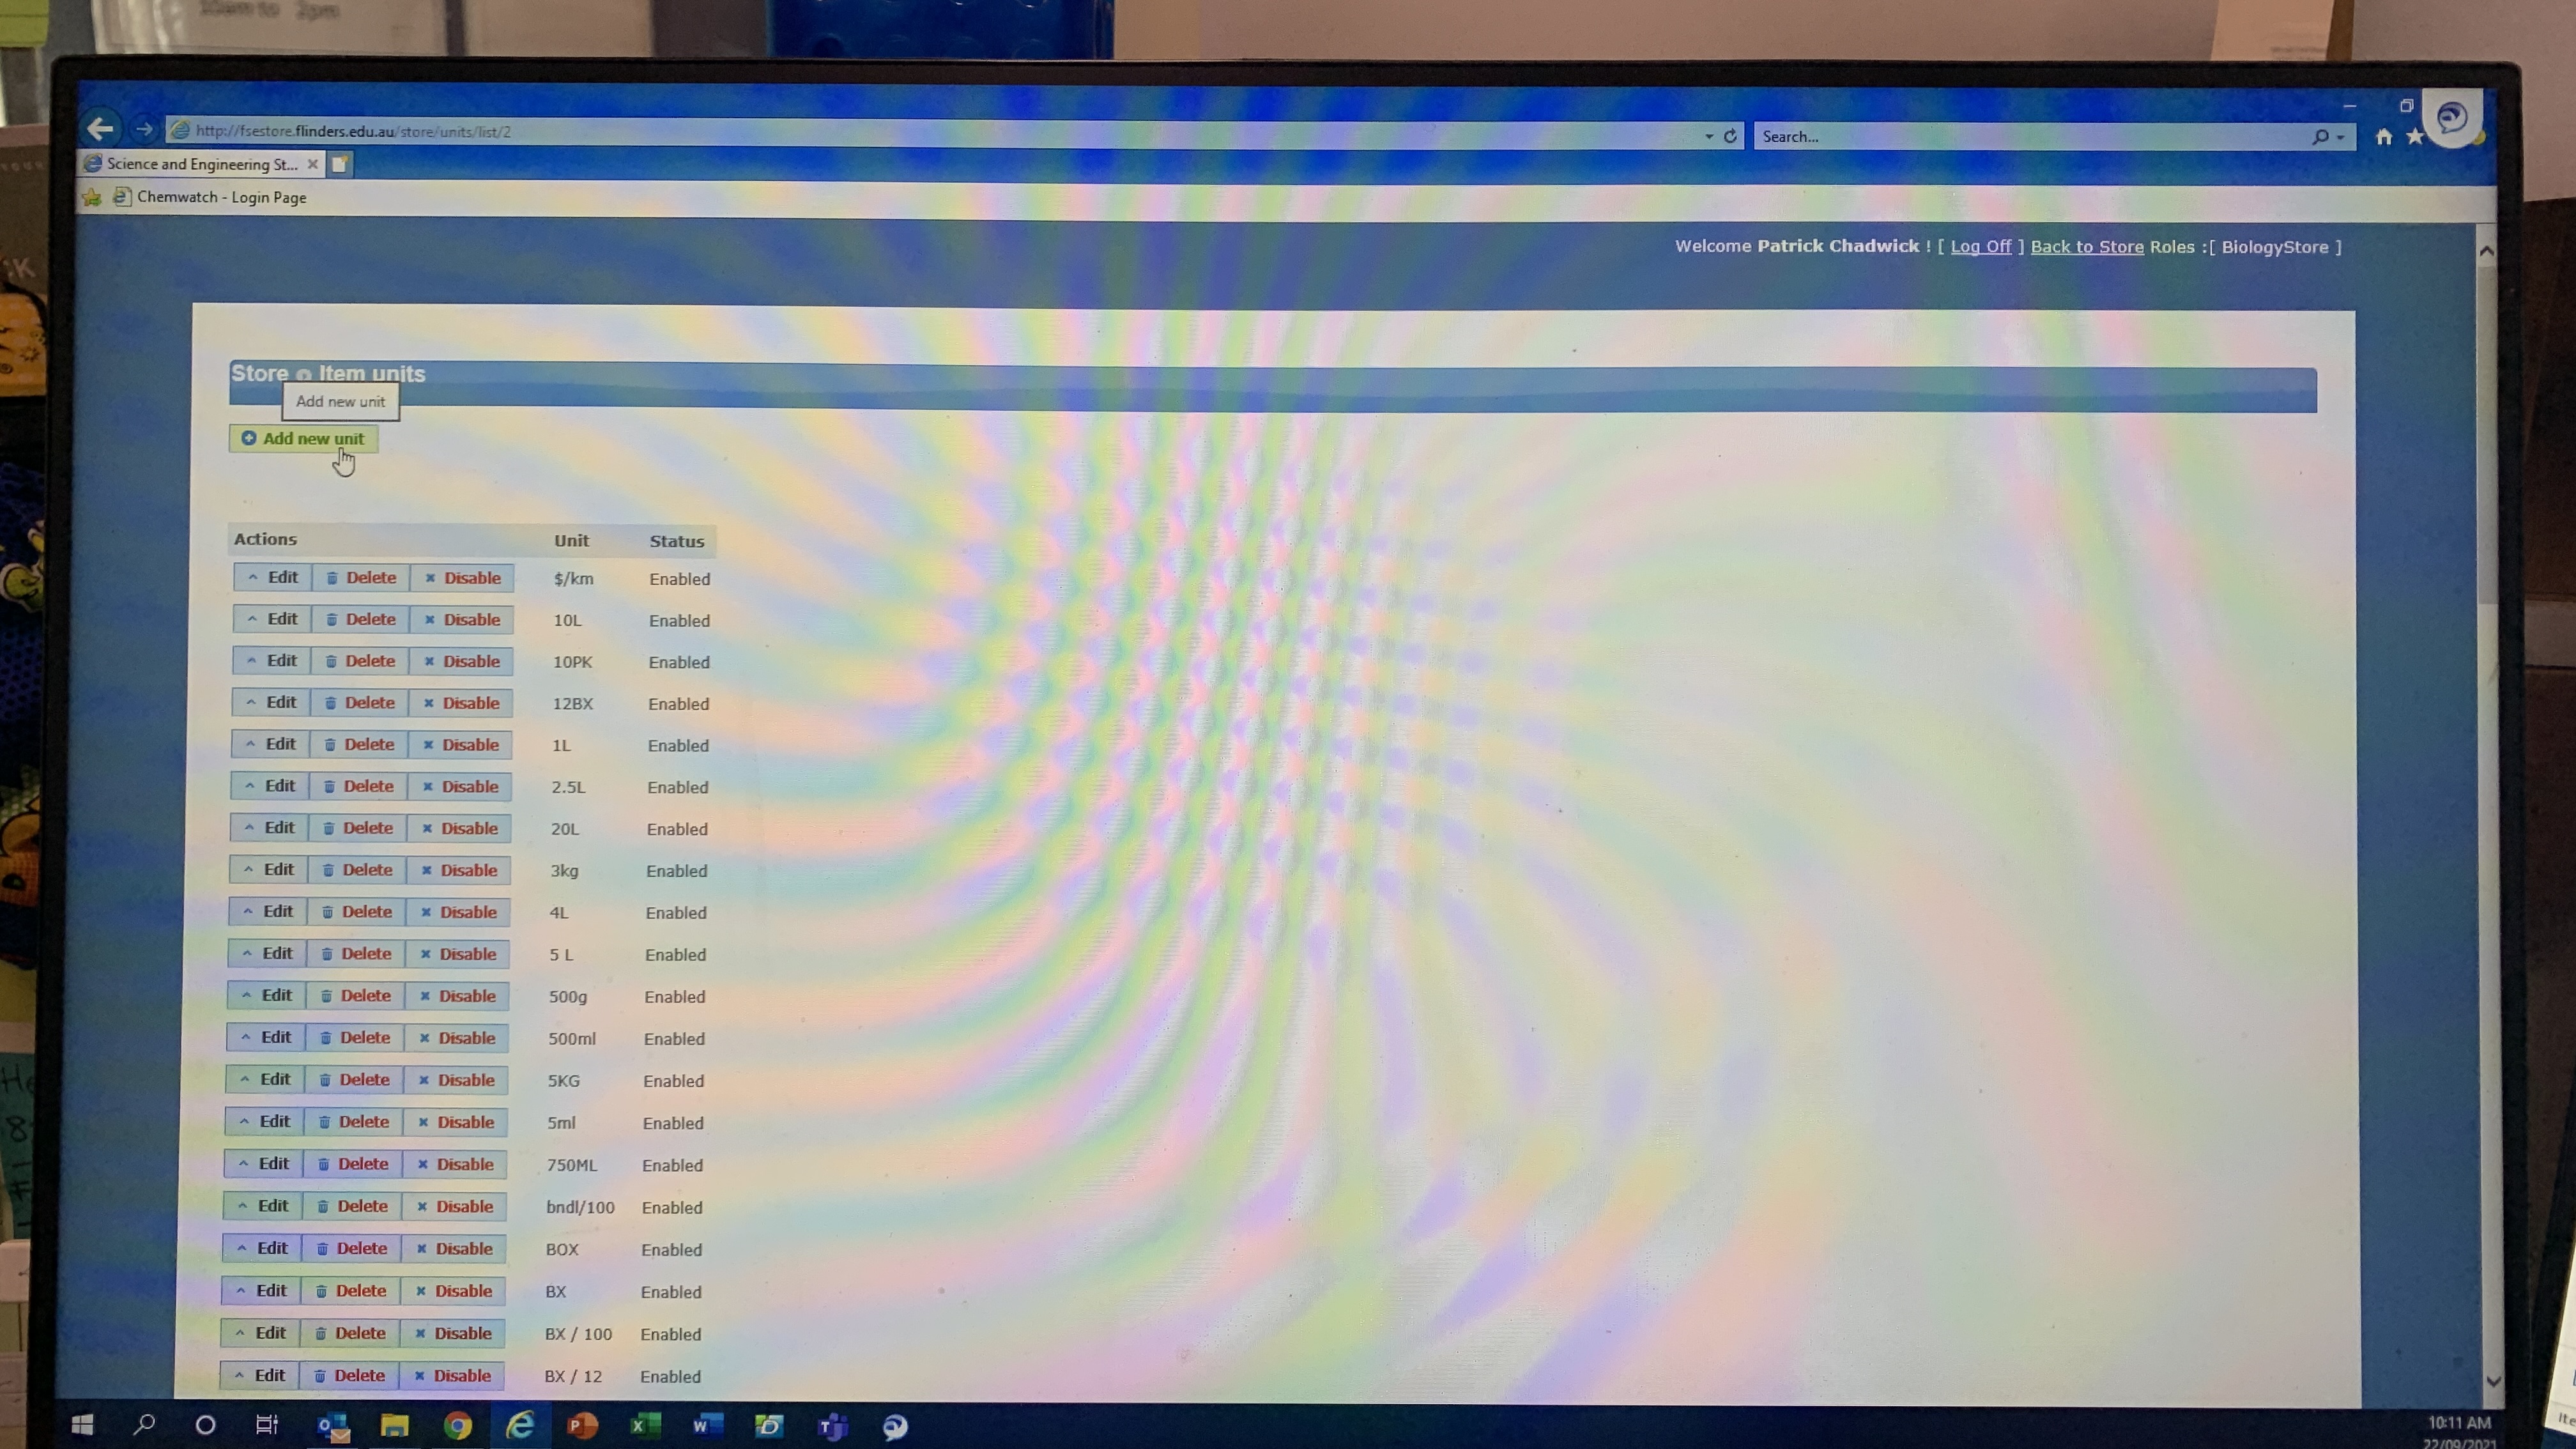 10am to 3pm
http://fsestore.flinders.edu.au/store/units/list/2
Search...
Science and Engineering St...
Chemwatch - Login Page
Welcome Patrick Chadwick ! [ Log Off ] Back to Store Roles :[ BiologyStore ]
Store Item units
Add new unit
Add new unit
Actions Unit Status
Edit Delete Disable $/km Enabled
Edit Delete Disable 10L Enabled
Edit Delete Disable 10PK Enabled
Edit Delete Disable 12BX Enabled
Edit Delete Disable 1L Enabled
Edit Delete Disable 2.5L Enabled
Edit Delete Disable 20L Enabled
Edit Delete Disable 3kg Enabled
Edit Delete Disable 4L Enabled
Edit Delete Disable 5 L Enabled
Edit Delete Disable 500g Enabled
Edit Delete Disable 500ml Enabled
Edit Delete Disable 5KG Enabled
Edit Delete Disable 5ml Enabled
Edit Delete Disable 750ML Enabled
Edit Delete Disable bndl/100 Enabled
Edit Delete Disable BOX Enabled
Edit Delete Disable BX Enabled
Edit Delete Disable BX / 100 Enabled
Edit Delete Disable BX / 12 Enabled
10:11 AM
22/09/2021